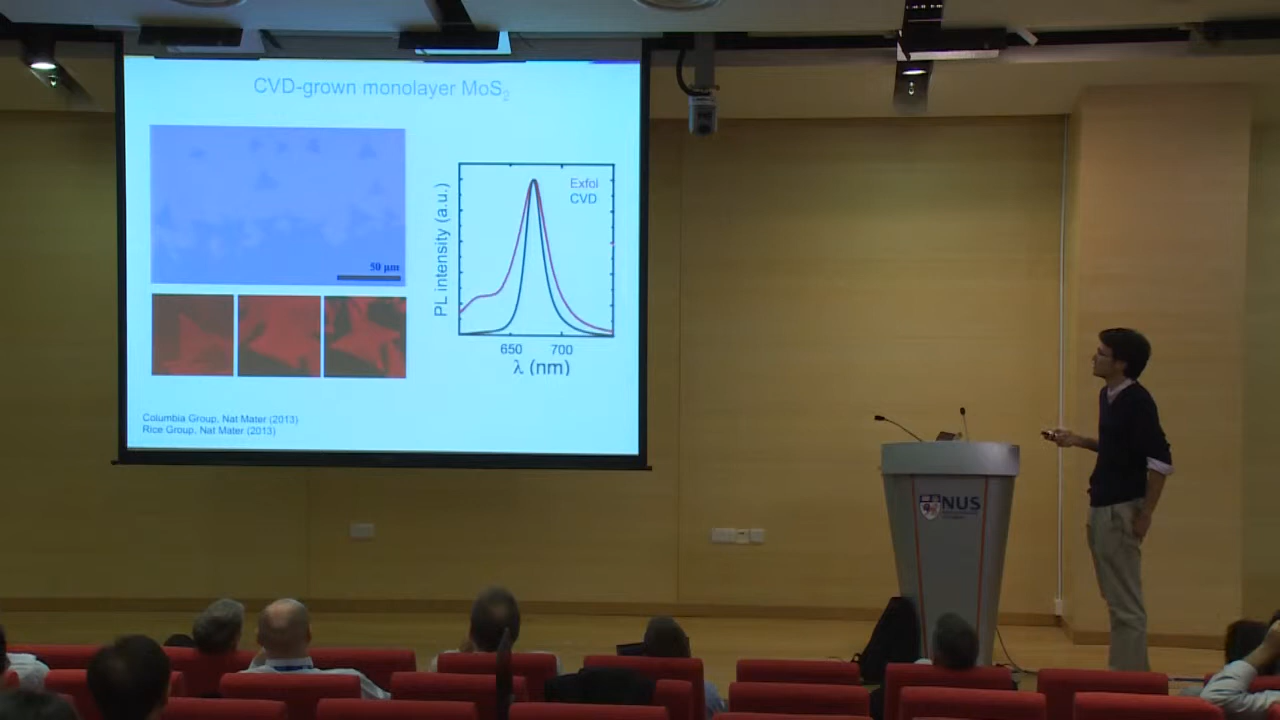 CVD-grown monolayer MoS₂
50 μm
Exfol
CVD
PL intensity (a.u.)
650 700
λ (nm)
Columbia Group, Nat Mater (2013)
Rice Group, Nat Mater (2013)
NUS